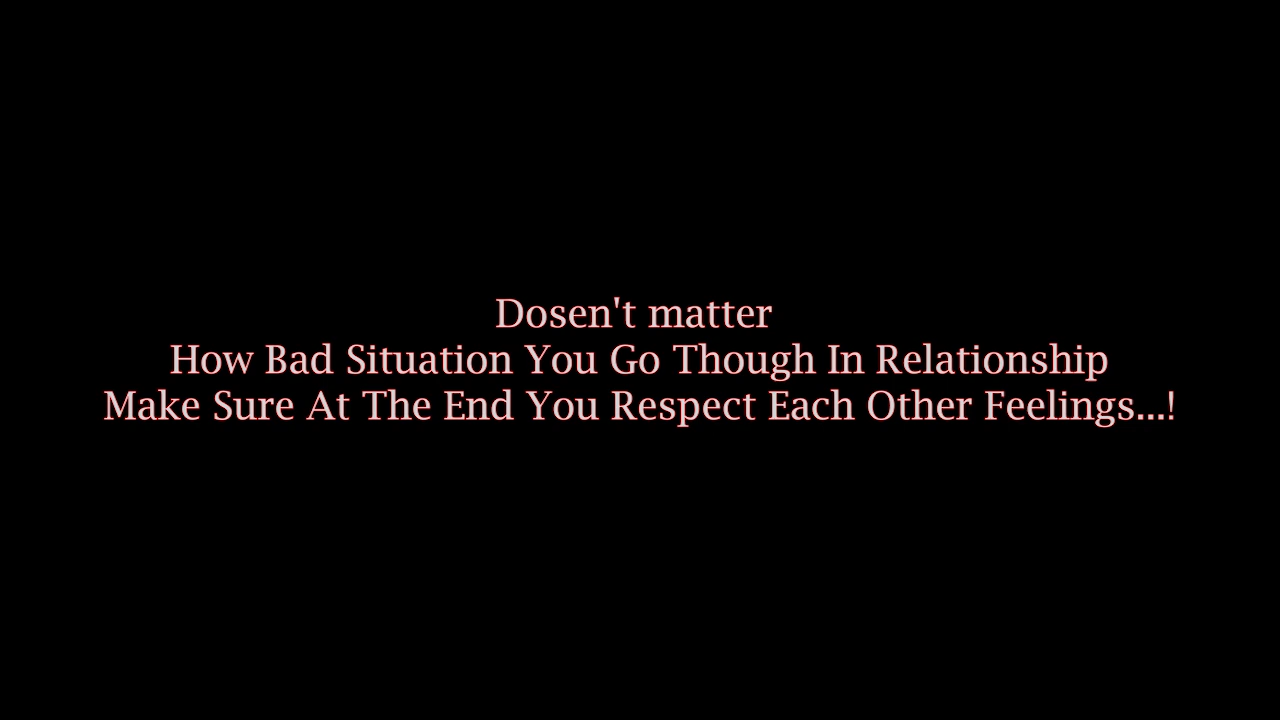 Dosen't matter
How Bad Situation You Go Though In Relationship
Make Sure At The End You Respect Each Other Feelings...!